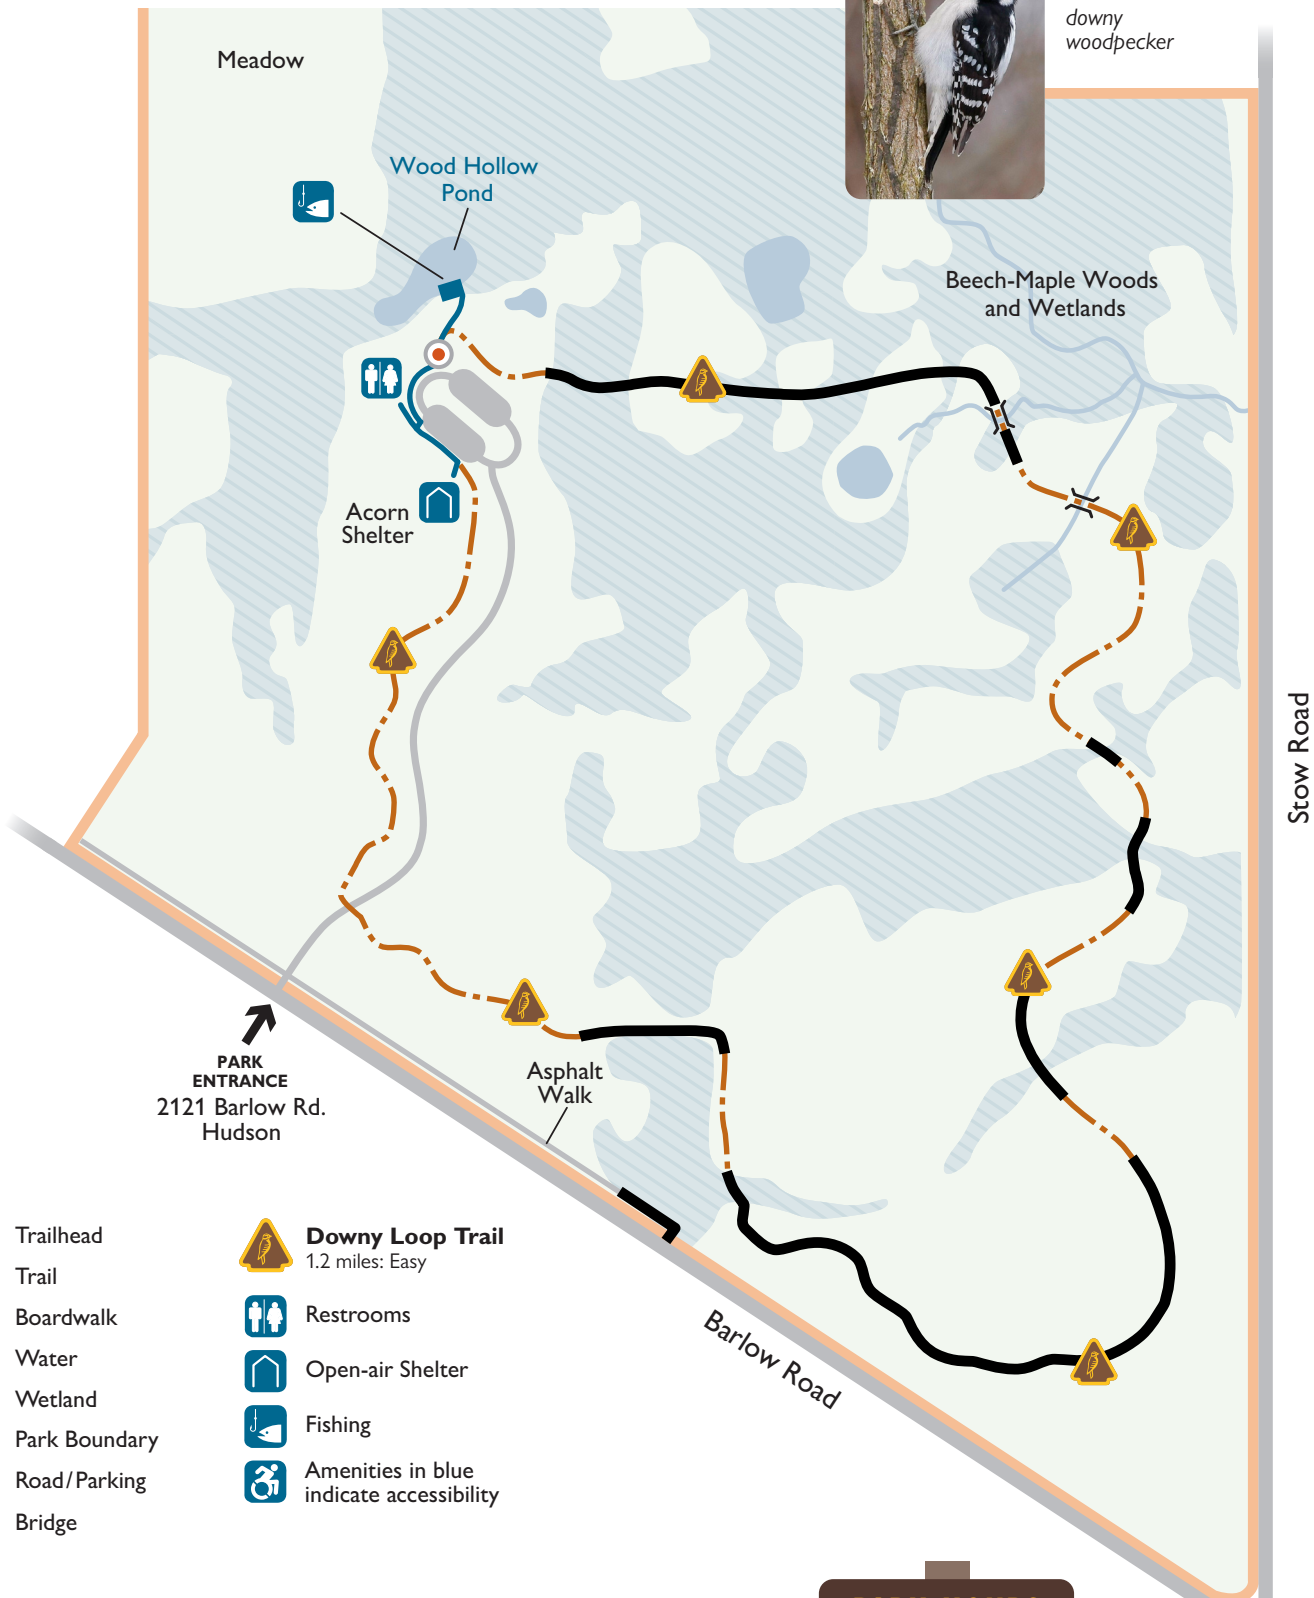 downy
woodpecker
Meadow
Wood Hollow
Pond
Beech-Maple Woods
and Wetlands
Acorn
Shelter
Stow Road
PARK
ENTRANCE
2121 Barlow Rd.
Hudson
Asphalt
Walk
Barlow Road
Trailhead
Trail
Boardwalk
Water
Wetland
Park Boundary
Road/Parking
Bridge
Downy Loop Trail
1.2 miles: Easy
Restrooms
Open-air Shelter
Fishing
Amenities in blue
indicate accessibility